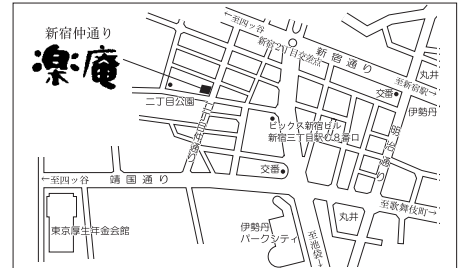 新宿仲通り
楽庵
←至四ッ谷
新宿2丁目交差点
新宿通り
至新宿駅→
丸井
伊勢丹
交番
明治通り
二丁目公園
ビックス新宿ビル
新宿三丁目駅C8番口
交番
←至四ッ谷
靖国通り
至歌舞伎町→
東京厚生年金会館
伊勢丹
パークシティ
丸井
至池袋→